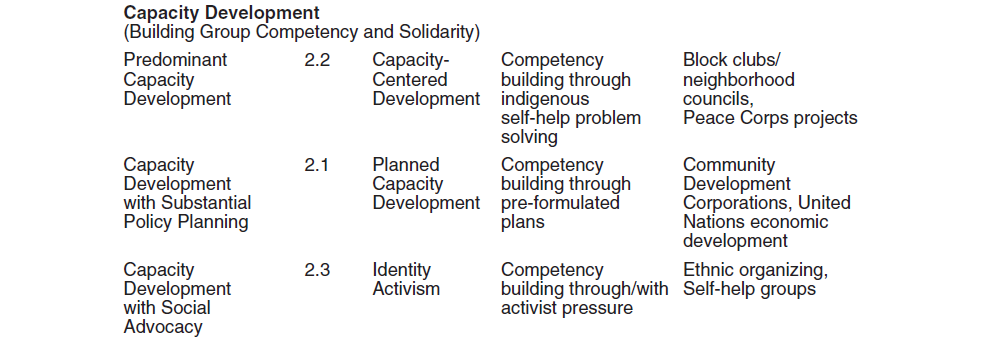 Capacity Development
(Building Group Competency and Solidarity)
Predominant 2.2 Capacity- Competency Block clubs/
Capacity Centered building through neighborhood
Development Development indigenous councils,
self-help problem Peace Corps projects
solving
Capacity 2.1 Planned Competency Community
Development Capacity building through Development
with Substantial Development pre-formulated Corporations, United
Policy Planning plans Nations economic
development
Capacity 2.3 Identity Competency Ethnic organizing,
Development Activism building through/with Self-help groups
with Social activist pressure
Advocacy